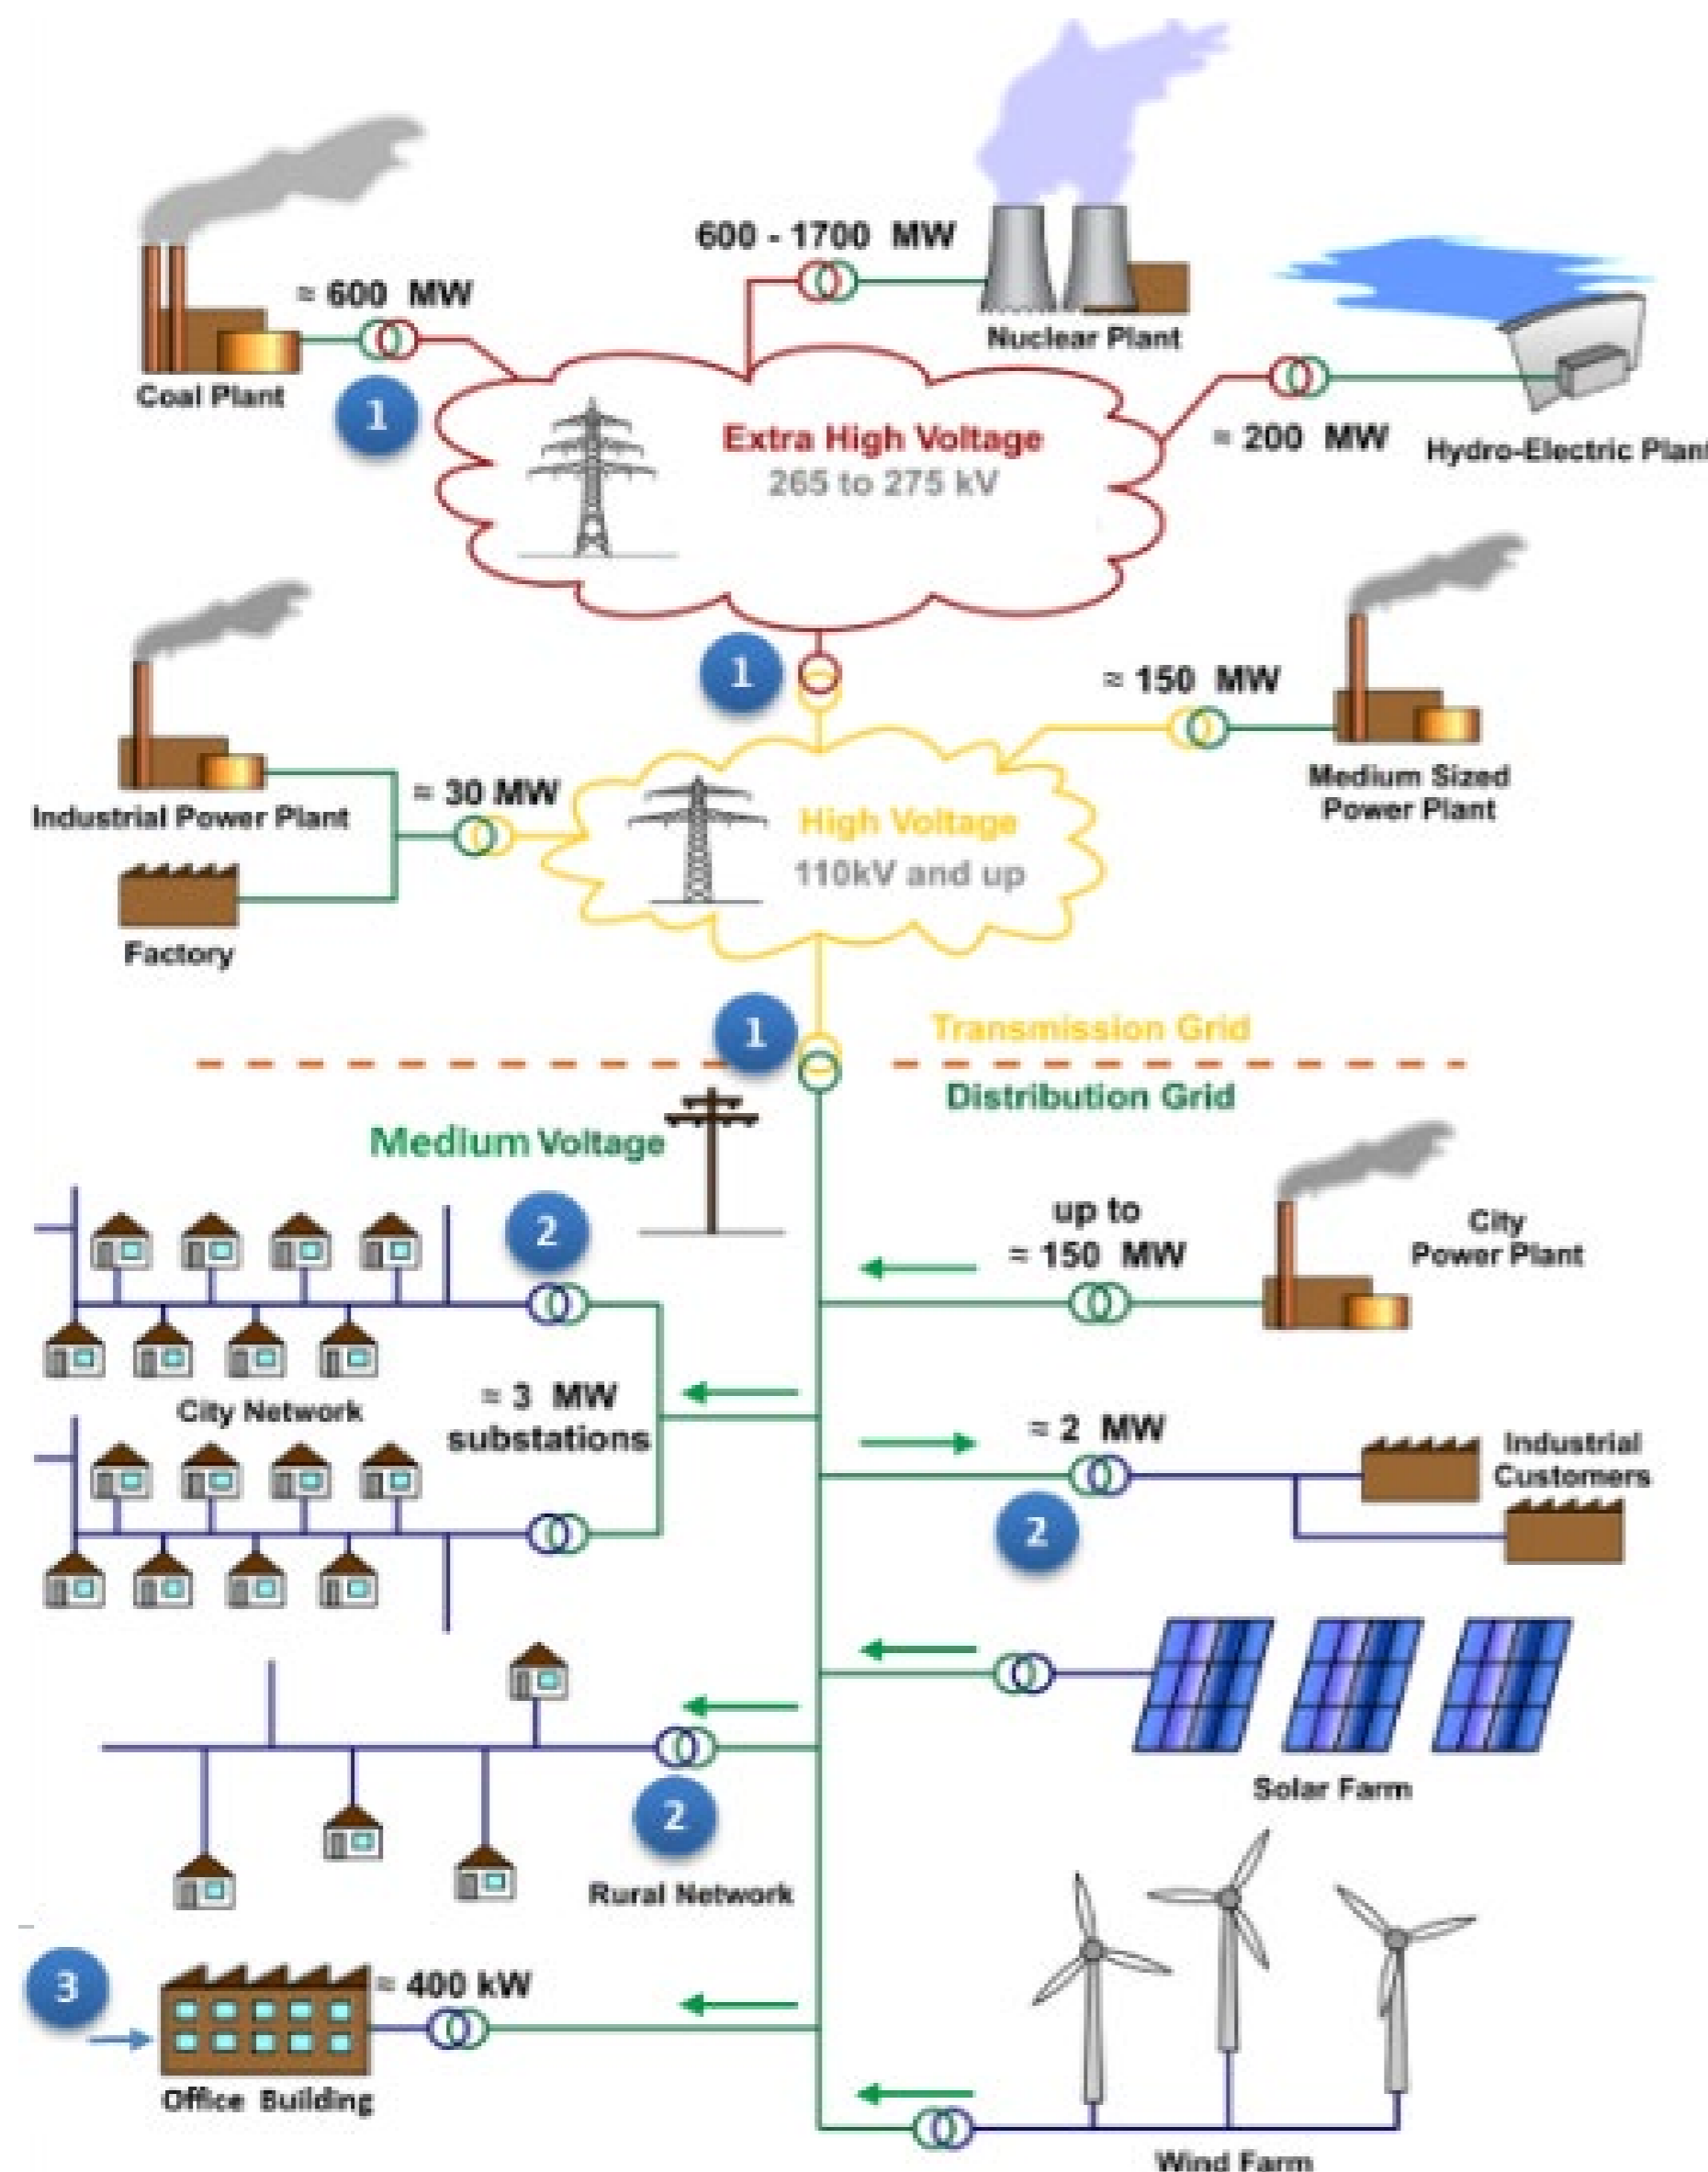 600 - 1700 MW
≈ 600 MW
Nuclear Plant
Coal Plant
1
Extra High Voltage
265 to 275 kV
≈ 200 MW
Hydro-Electric Plant
1
≈ 150 MW
Medium Sized
Power Plant
≈ 30 MW
Industrial Power Plant
High Voltage
110kV and up
Factory
1
Transmission Grid
Distribution Grid
Medium Voltage
2
up to
≈ 150 MW
City
Power Plant
City Network
≈ 3 MW
substations
≈ 2 MW
Industrial
Customers
2
Solar Farm
2
Rural Network
3
≈ 400 kW
Office Building
Wind Farm